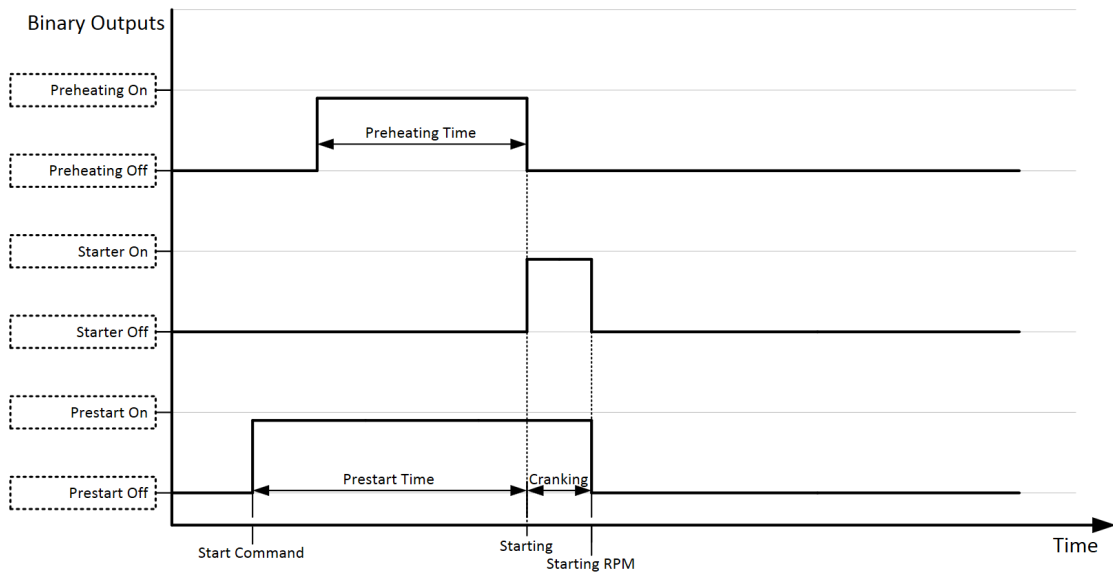 Binary Outputs
Preheating On
Preheating Time
Preheating Off
Starter On
Starter Off
Prestart On
Prestart Time
Cranking
Prestart Off
Start Command
Starting
Starting RPM
Time